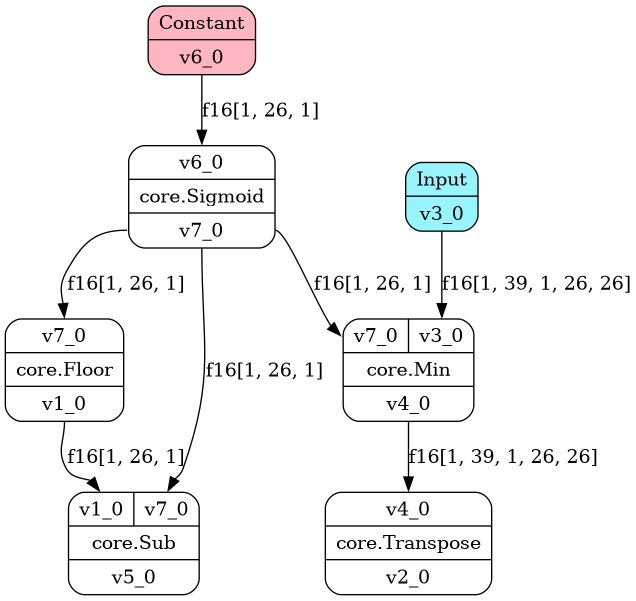 Constant
v6_0
f16[1, 26, 1]
v6_0
core.Sigmoid
v7_0
Input
v3_0
f16[1, 26, 1]
f16[1, 26, 1]
f16[1, 39, 1, 26, 26]
v7_0
core.Floor
v1_0
f16[1, 26, 1]
v7_0 v3_0
core.Min
v4_0
f16[1, 26, 1]
f16[1, 39, 1, 26, 26]
v1_0 v7_0
core.Sub
v5_0
v4_0
core.Transpose
v2_0